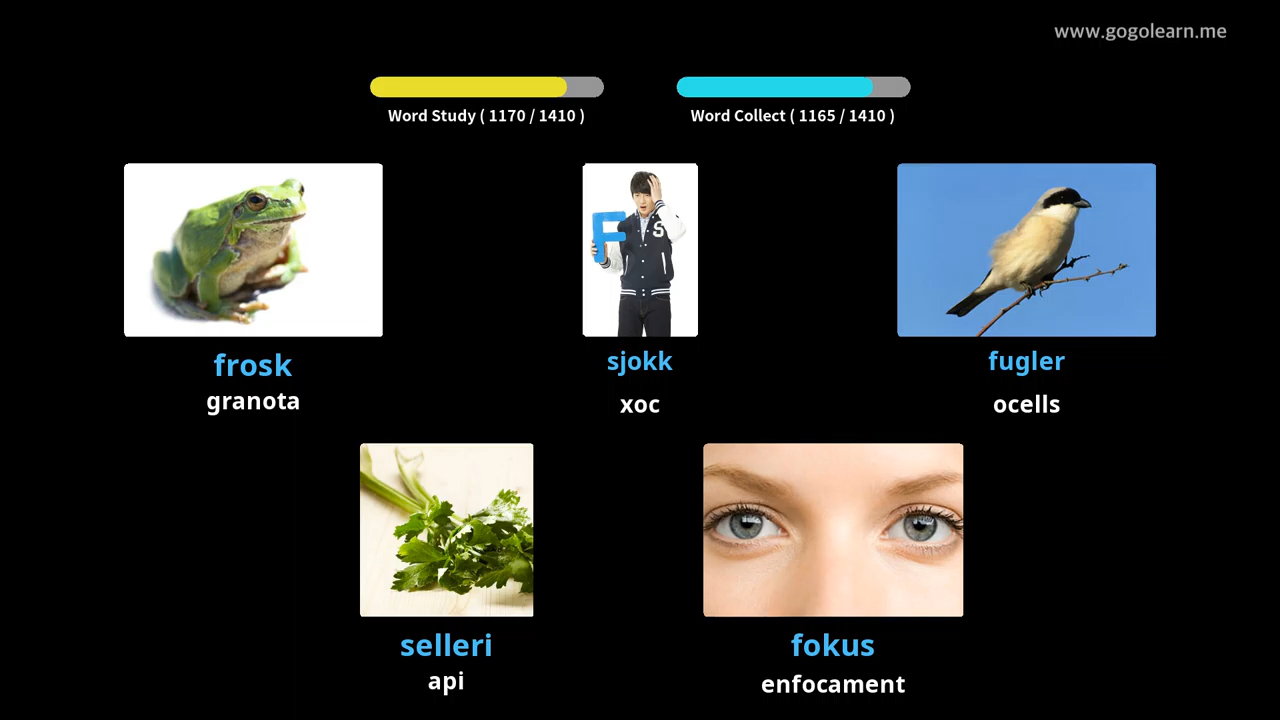 www.gogolearn.me
Word Study ( 1170 / 1410 )
Word Collect ( 1165 / 1410 )
F
S
frosk
granota
sjokk
xoc
fugler
ocells
selleri
api
fokus
enfocament